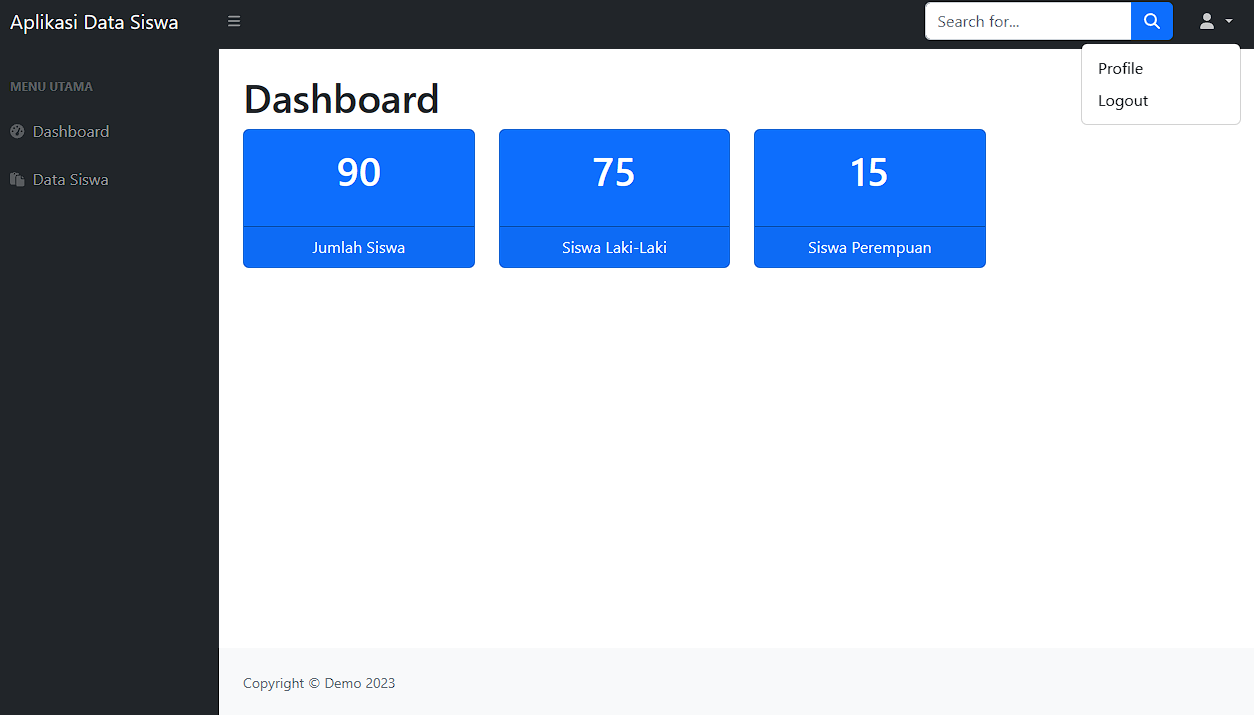 Aplikasi Data Siswa
Search for...
Profile
Logout
MENU UTAMA
Dashboard
Data Siswa
Dashboard
90
Jumlah Siswa
75
Siswa Laki-Laki
15
Siswa Perempuan
Copyright © Demo 2023